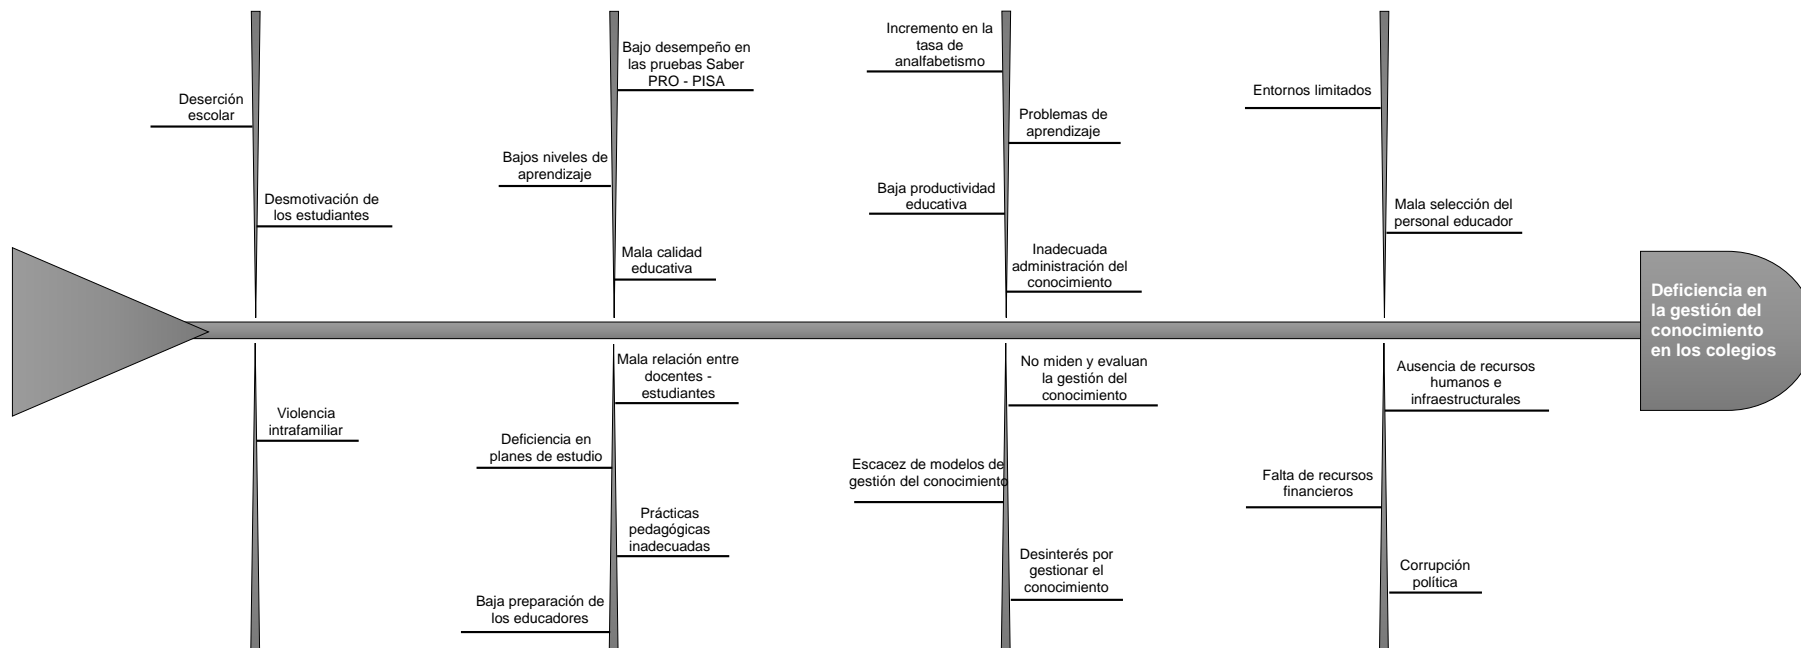 Deserción
escolar
Desmotivación de
los estudiantes
Bajo desempeño en
las pruebas Saber
PRO - PISA
Bajos niveles de
aprendizaje
Mala calidad
educativa
Incremento en la
tasa de
analfabetismo
Problemas de
aprendizaje
Baja productividad
educativa
Inadecuada
administración del
conocimiento
Entornos limitados
Mala selección del
personal educador
Deficiencia en
la gestión del
conocimiento
en los colegios
Violencia
intrafamiliar
Mala relación entre
docentes -
estudiantes
Deficiencia en
planes de estudio
Prácticas
pedagógicas
inadecuadas
Baja preparación de
los educadores
No miden y evaluan
la gestión del
conocimiento
Escacez de modelos de
gestión del conocimiento
Desinterés por
gestionar el
conocimiento
Ausencia de recursos
humanos e
infraestructurales
Falta de recursos
financieros
Corrupción
política